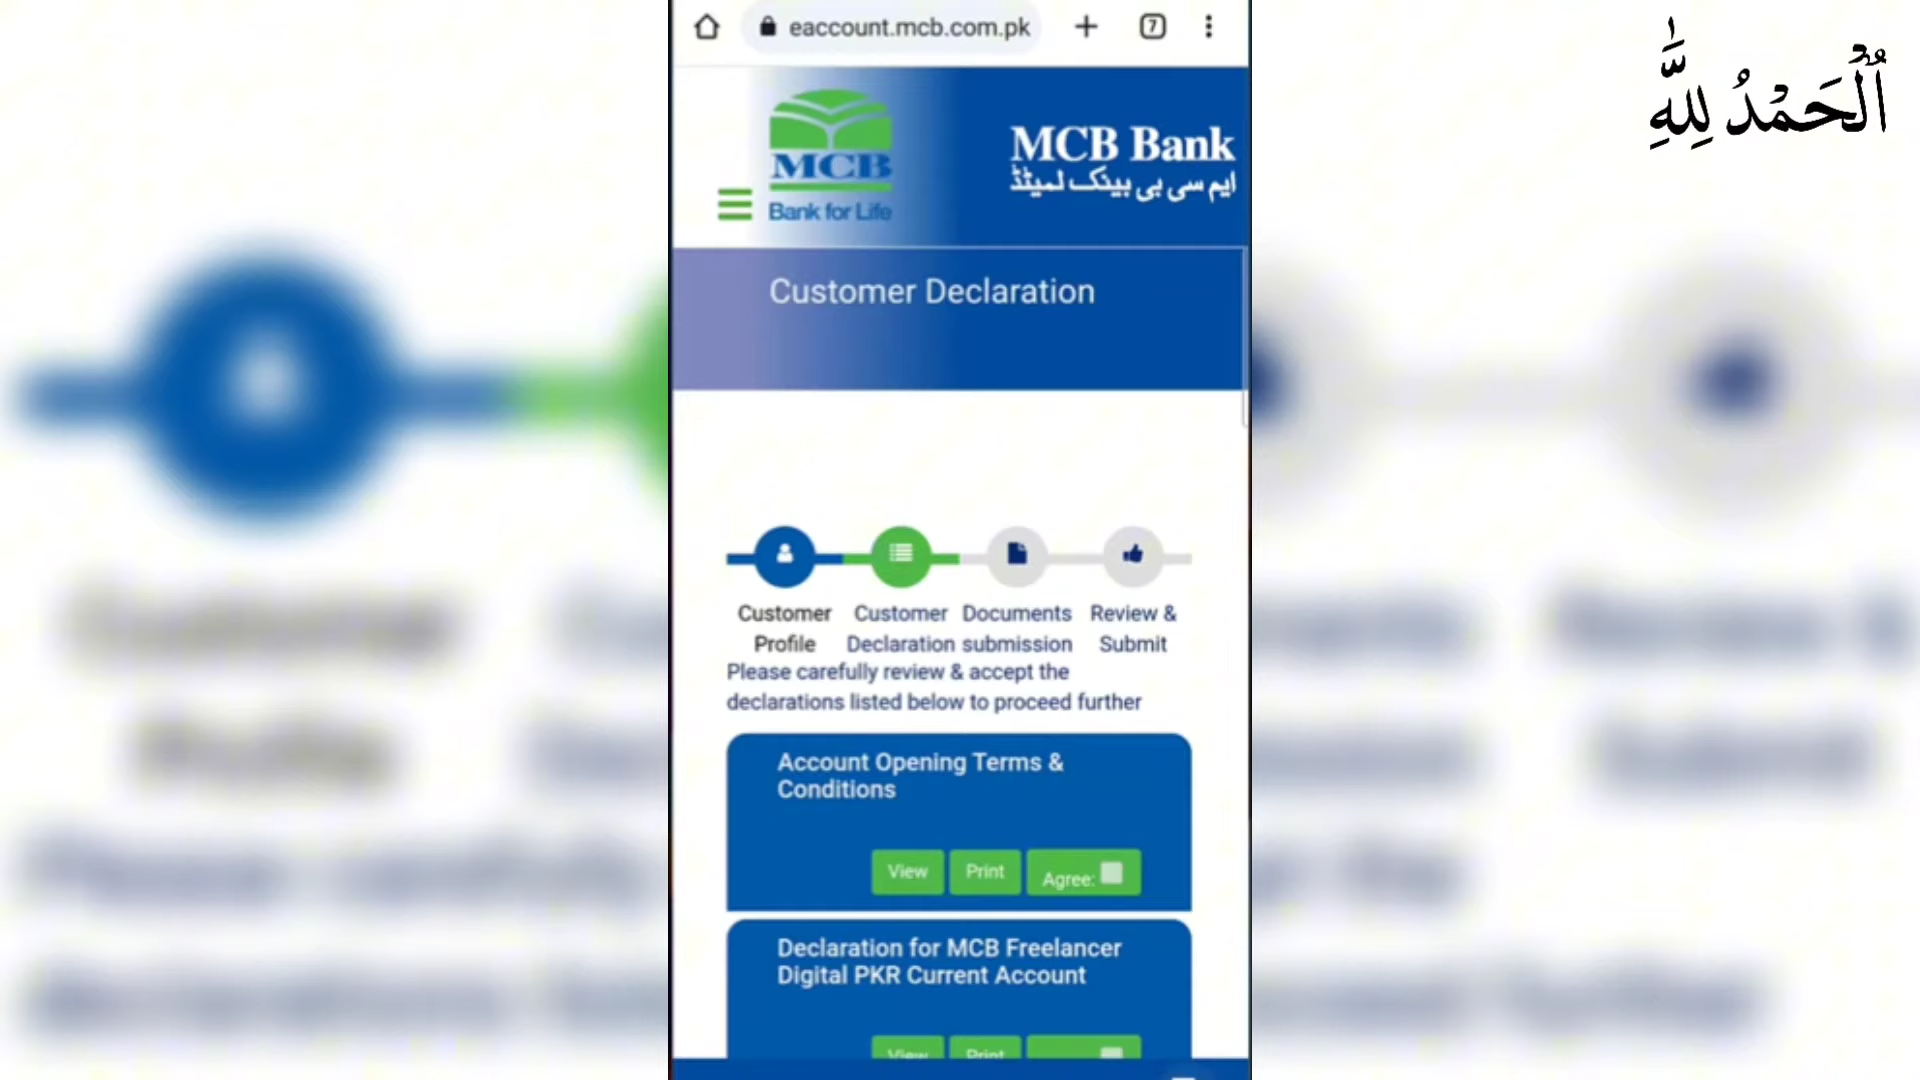 eaccount.mcb.com.pk
7
اَلْحَمْدُ لِلّٰهِ
MCB
Bank for Life
MCB Bank
ایم سی بی بینک لمیٹڈ
Customer Declaration
Customer Profile
Customer Declaration
Documents submission
Review & Submit
Please carefully review & accept the
declarations listed below to proceed further
Account Opening Terms &
Conditions
View Print Agree:
Declaration for MCB Freelancer
Digital PKR Current Account
View Print